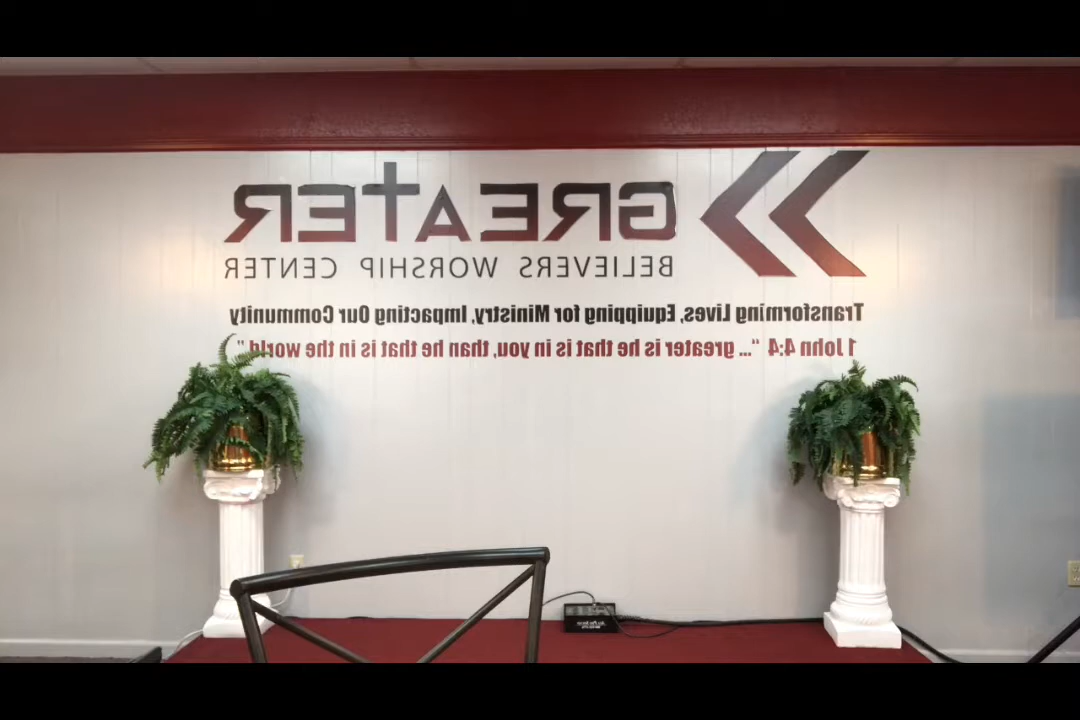 GREATER
BELIEVERS WORSHIP CENTER
Transforming Lives, Equipping for Ministry, Impacting Our Community
1 John 4:4 “... greater is he that is in you, than he that is in the world.”